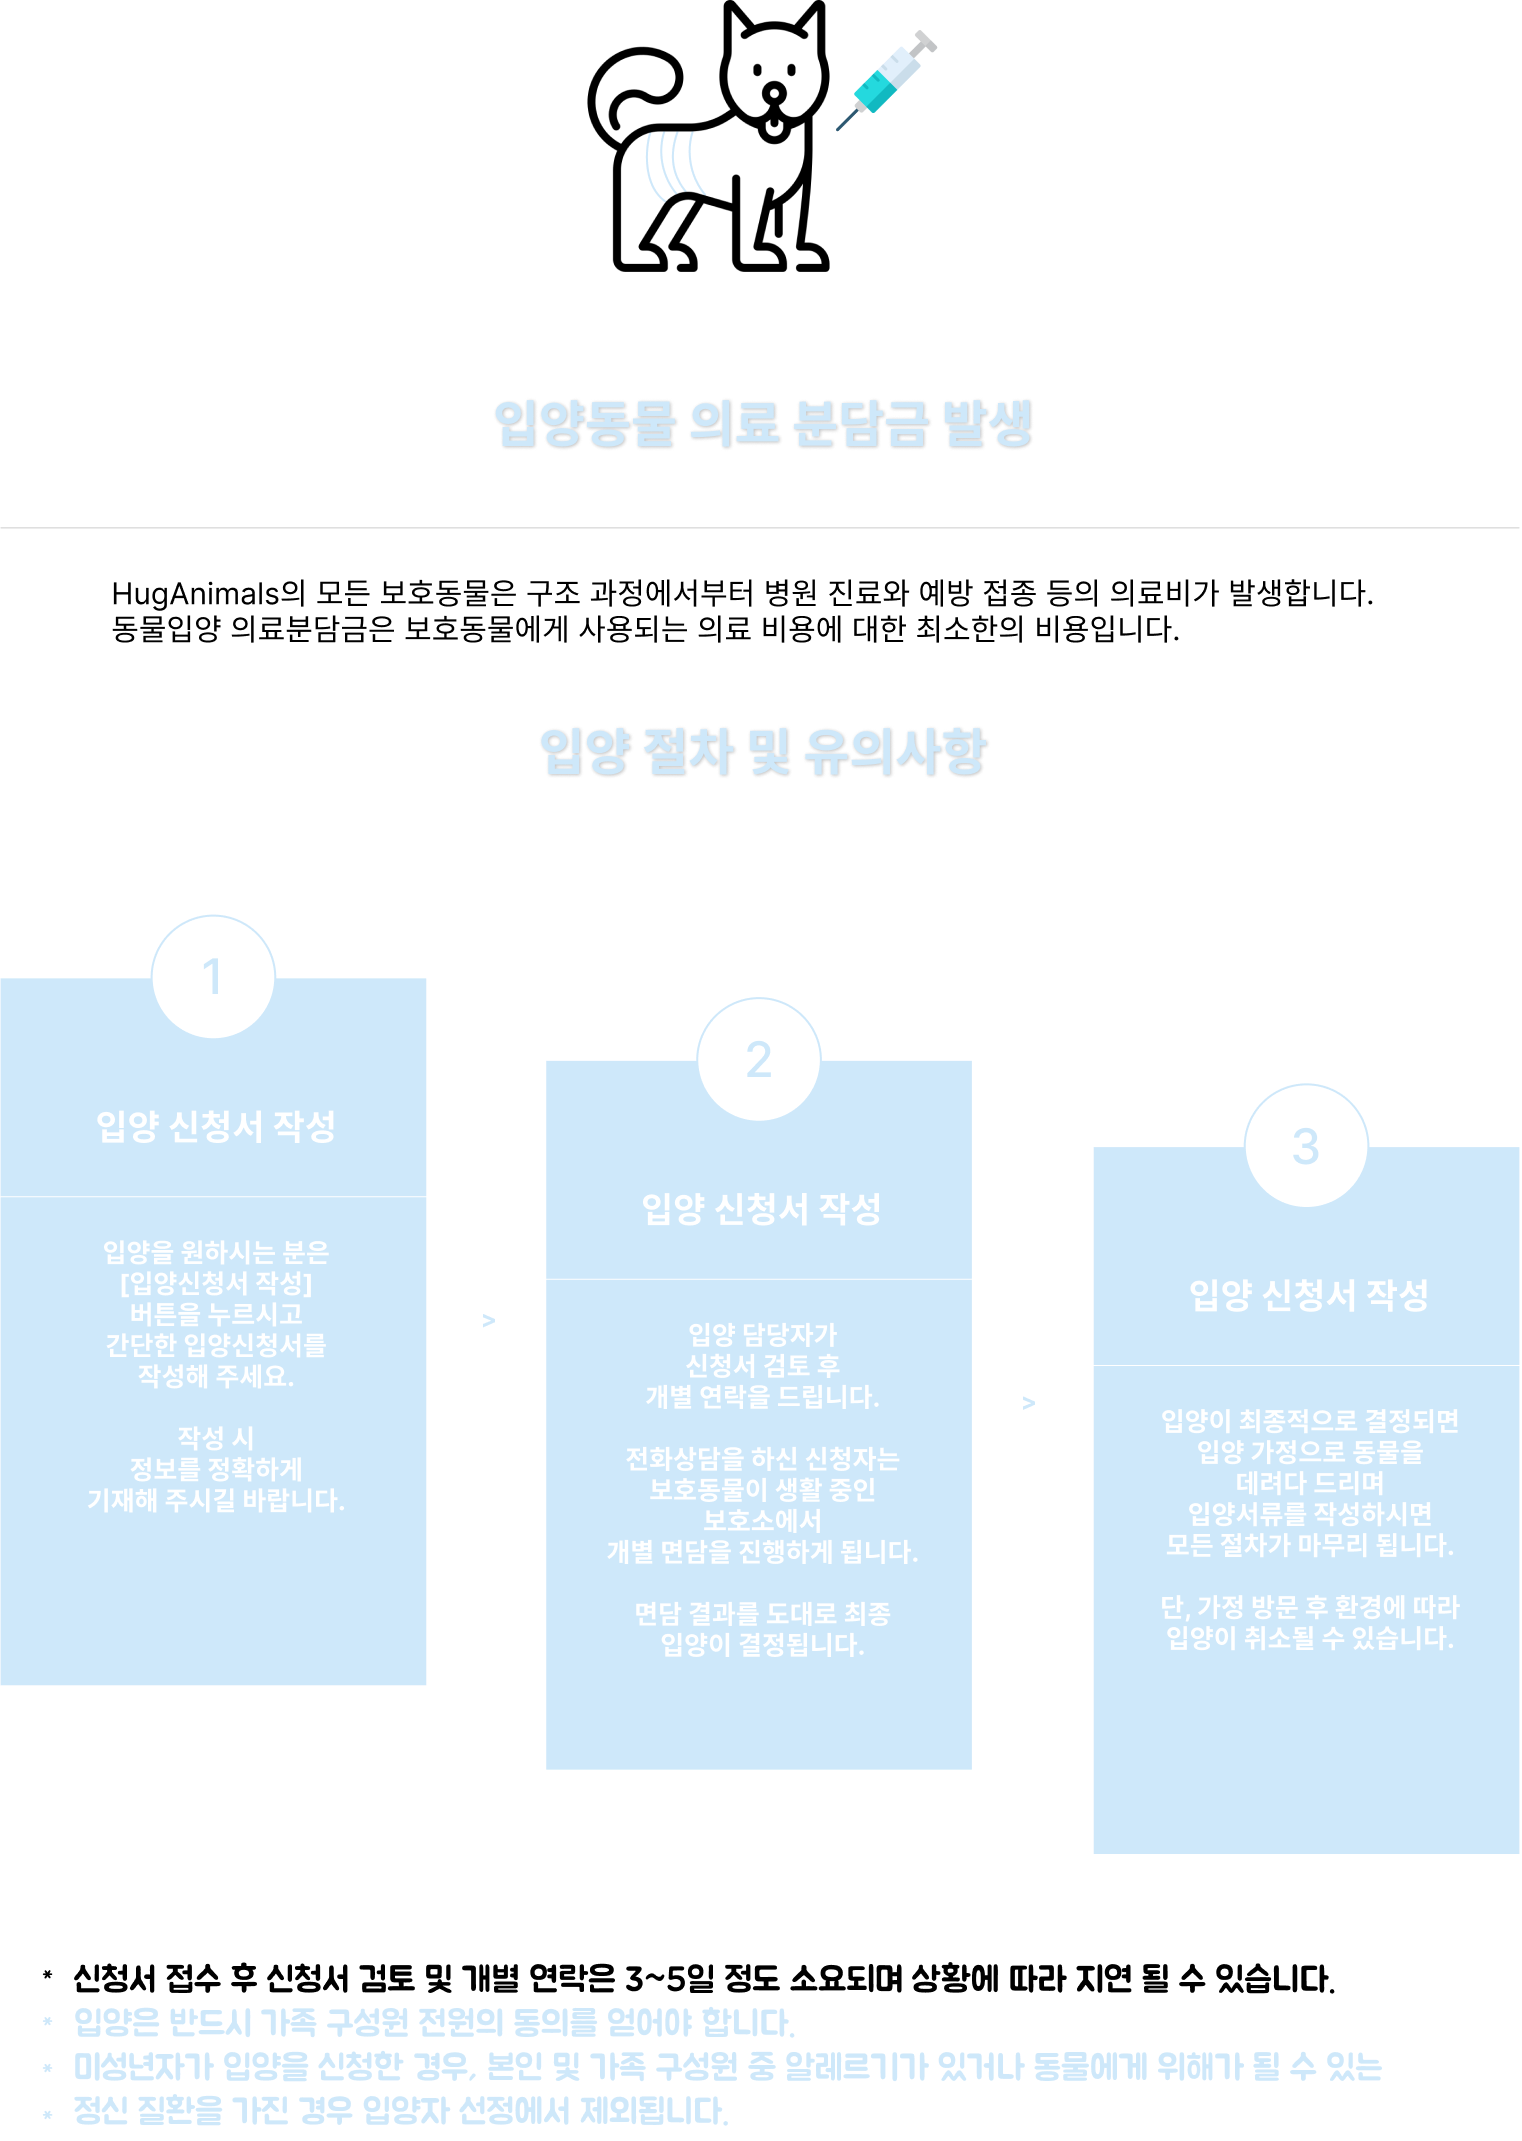 입양동물 의료 분담금 발생
HugAnimals의 모든 보호동물은 구조 과정에서부터 병원 진료와 예방 접종 등의 의료비가 발생합니다.
동물입양 의료분담금은 보호동물에게 사용되는 의료 비용에 대한 최소한의 비용입니다.
입양 절차 및 유의사항
1
입양 신청서 작성
입양을 원하시는 분은
[입양신청서 작성]
버튼을 누르시고
간단한 입양신청서를
작성해 주세요.
작성 시
정보를 정확하게
기재해 주시길 바랍니다.
>
2
입양 신청서 작성
입양 담당자가
신청서 검토 후
개별 연락을 드립니다.
전화상담을 하신 신청자는
보호동물이 생활 중인
보호소에서
개별 면담을 진행하게 됩니다.
면담 결과를 도대로 최종
입양이 결정됩니다.
>
3
입양 신청서 작성
입양이 최종적으로 결정되면
입양 가정으로 동물을
데려다 드리며
입양서류를 작성하시면
모든 절차가 마무리 됩니다.
단, 가정 방문 후 환경에 따라
입양이 취소될 수 있습니다.
* 신청서 접수 후 신청서 검토 및 개별 연락은 3~5일 정도 소요되며 상황에 따라 지연 될 수 있습니다.
* 입양은 반드시 가족 구성원 전원의 동의를 얻어야 합니다.
* 미성년자가 입양을 신청한 경우, 본인 및 가족 구성원 중 알레르기가 있거나 동물에게 위해가 될 수 있는
* 정신 질환을 가진 경우 입양자 선정에서 제외됩니다.